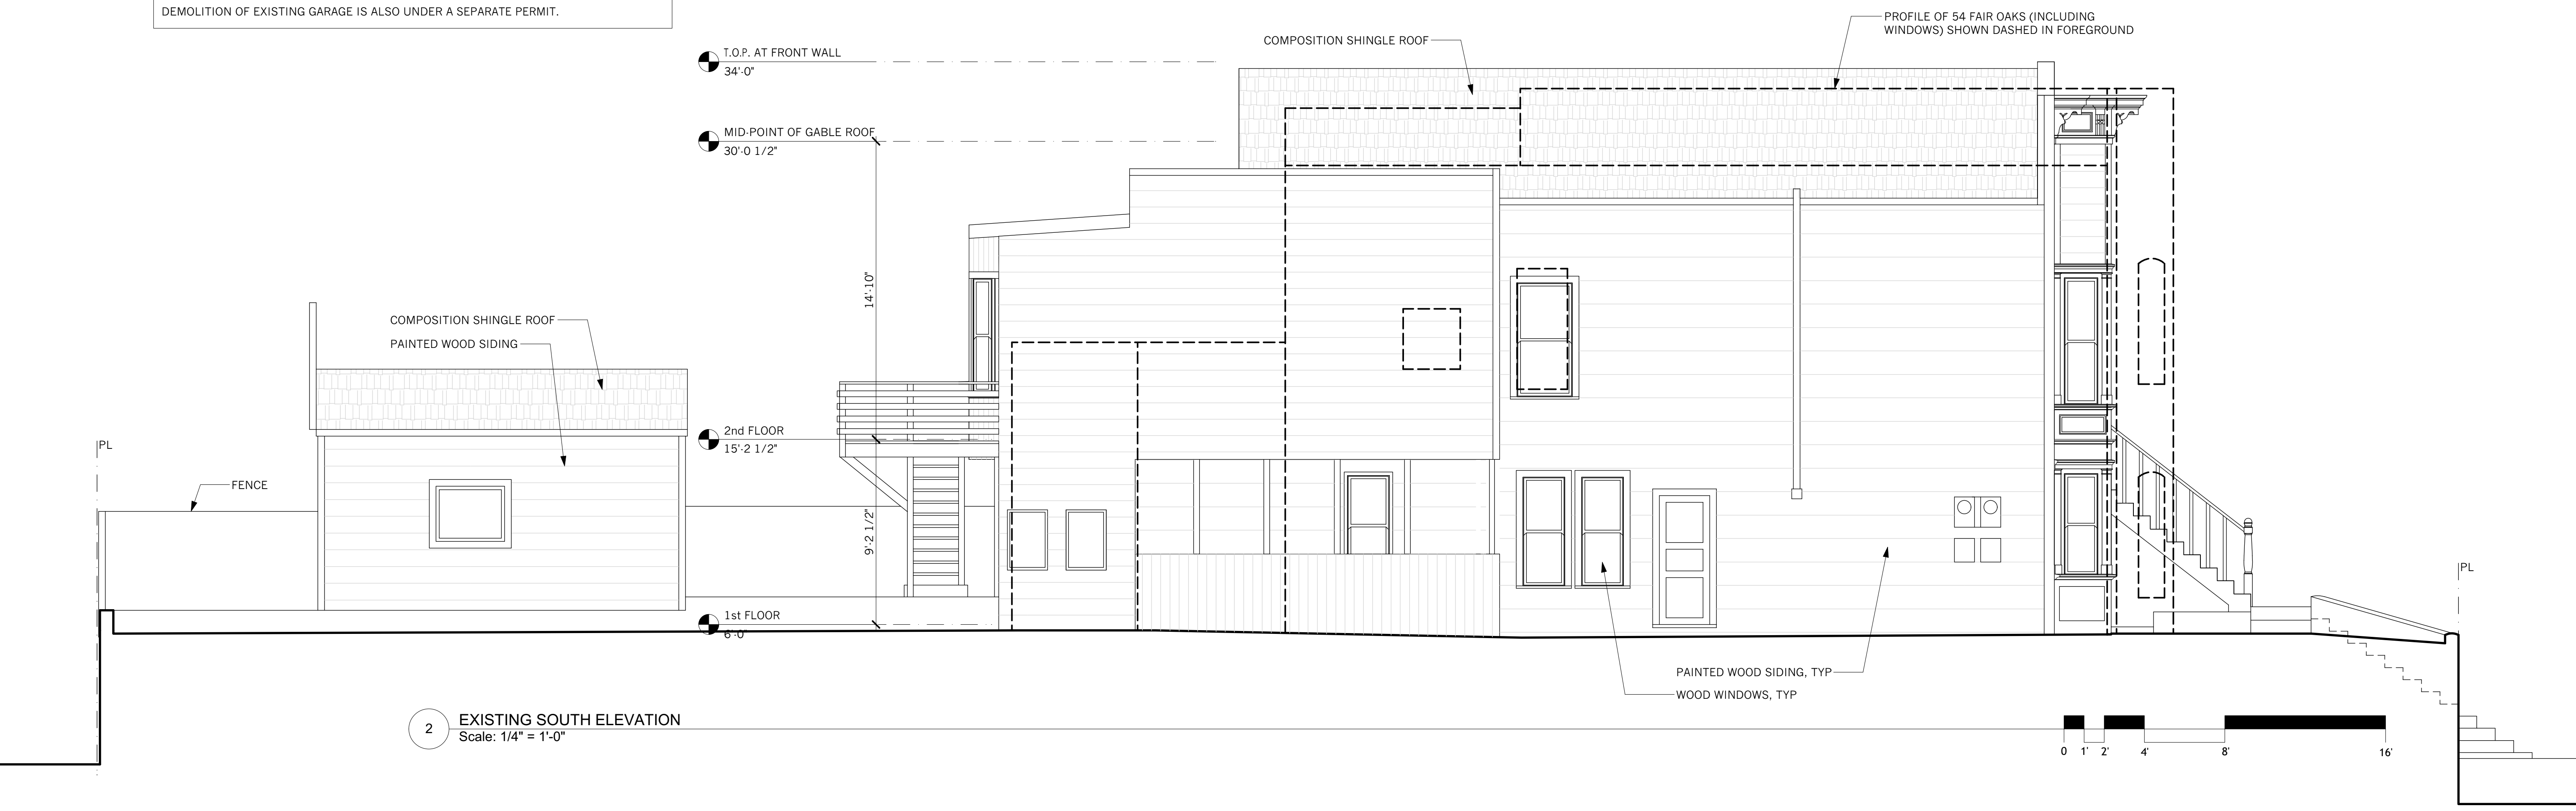 DEMOLITION OF EXISTING GARAGE IS ALSO UNDER A SEPARATE PERMIT.
T.O.P. AT FRONT WALL
34'-0"
COMPOSITION SHINGLE ROOF
PROFILE OF 54 FAIR OAKS (INCLUDING
WINDOWS) SHOWN DASHED IN FOREGROUND
MID-POINT OF GABLE ROOF
30'-0 1/2"
14'-10"
COMPOSITION SHINGLE ROOF
PAINTED WOOD SIDING
2nd FLOOR
15'-2 1/2"
PL
FENCE
9'-2 1/2"
PL
1st FLOOR
6'-0"
PAINTED WOOD SIDING, TYP
WOOD WINDOWS, TYP
2
EXISTING SOUTH ELEVATION
Scale: 1/4" = 1'-0"
0 1' 2' 4' 8' 16'